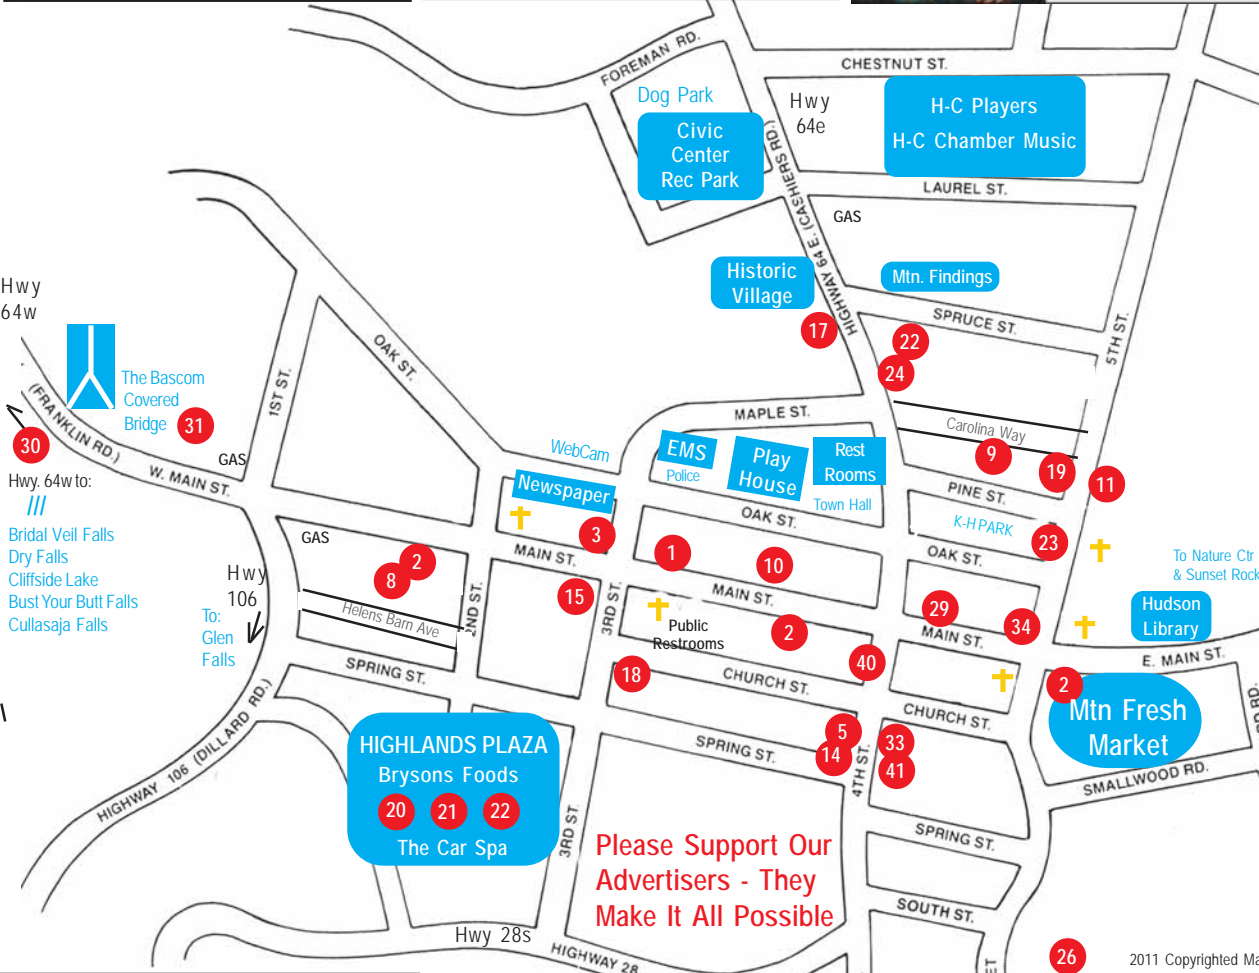 FOREMAN RD.
CHESTNUT ST.
Dog Park
Civic
Center
Rec Park
Hwy
64e
H-C Players
H-C Chamber Music
LAUREL ST.
GAS
HIGHWAY 64 E. (CASHIERS RD.)
Historic
Village
Mtn. Findings
SPRUCE ST.
5TH ST.
17
22
24
Hwy
64w
The Bascom
Covered
Bridge
31
30
(FRANKLIN RD.)
W. MAIN ST.
GAS
1ST ST.
OAK ST.
MAPLE ST.
Carolina Way
9
19
11
PINE ST.
WebCam
EMS
Police
Play
House
Rest
Rooms
Town Hall
Newspaper
OAK ST.
K-H PARK
OAK ST.
23
Hwy. 64w to:
///
Bridal Veil Falls
Dry Falls
Cliffside Lake
Bust Your Butt Falls
Cullasaja Falls
GAS
2
8
3
MAIN ST.
1
10
To Nature Ctr
& Sunset Rock
Hwy
106
To:
Glen
Falls
Helens Barn Ave
2ND ST.
15
3RD ST.
MAIN ST.
Public
Restrooms
2
29
34
MAIN ST.
Hudson
Library
E. MAIN ST.
SPRING ST.
18
CHURCH ST.
40
2
Mtn Fresh
Market
CHURCH ST.
HIGHWAY 106 (DILLARD RD.)
HIGHLANDS PLAZA
Brysons Foods
20
21
22
The Car Spa
SPRING ST.
5
14
33
41
4TH ST.
SMALLWOOD RD.
3RD ST.
SPRING ST.
Please Support Our
Advertisers - They
Make It All Possible
SOUTH ST.
Hwy 28s
HIGHWAY 28
26
2011 Copyrighted Ma